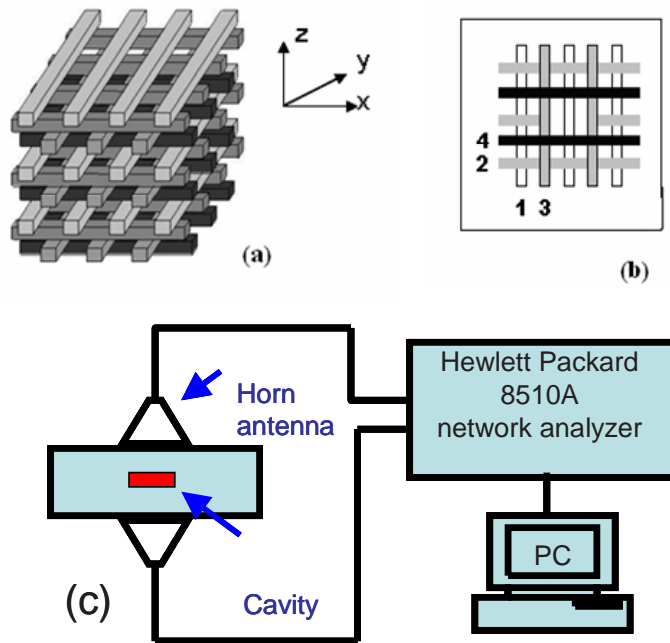 z
y
x
(a)
4
2
1 3
(b)
Hewlett Packard
8510A
network analyzer
Horn
antenna
PC
(c)
Cavity